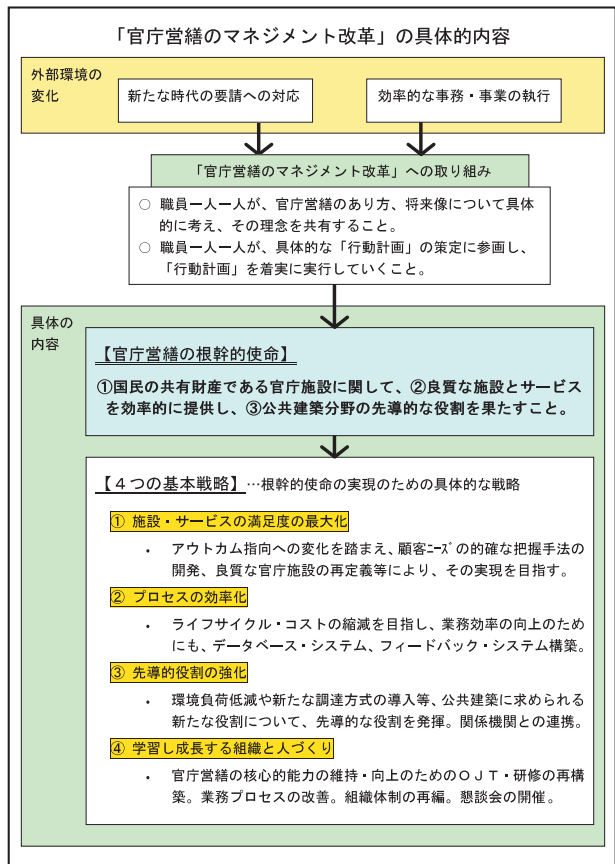 「官庁営繕のマネジメント改革」の具体的内容
外部環境の
変化
新たな時代の要請への対応
効率的な事務・事業の執行
「官庁営繕のマネジメント改革」への取り組み
○ 職員一人一人が、官庁営繕のあり方、将来像について具体
的に考え、その理念を共有すること。
○ 職員一人一人が、具体的な「行動計画」の策定に参画し、
「行動計画」を着実に実行していくこと。
具体の
内容
【官庁営繕の根幹的使命】
①国民の共有財産である官庁施設に関して、②良質な施設とサービス
を効率的に提供し、③公共建築分野の先導的な役割を果たすこと。
【４つの基本戦略】…根幹的使命の実現のための具体的な戦略
① 施設・サービスの満足度の最大化
・ アウトカム指向への変化を踏まえ、顧客ﾆｰｽﾞの的確な把握手法の
開発、良質な官庁施設の再定義等により、その実現を目指す。
② プロセスの効率化
・ ライフサイクル・コストの縮減を目指し、業務効率の向上のため
にも、データベース・システム、フィードバック・システム構築。
③ 先導的役割の強化
・ 環境負荷低減や新たな調達方式の導入等、公共建築に求められる
新たな役割について、先導的な役割を発揮。関係機関との連携。
④ 学習し成長する組織と人づくり
・ 官庁営繕の核心的能力の維持・向上のためのＯＪＴ・研修の再構
築。業務プロセスの改善。組織体制の再編。懇談会の開催。